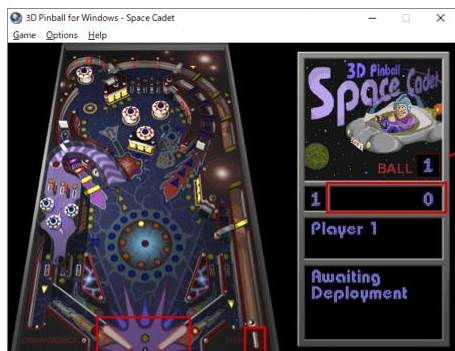 3D Pinball for Windows - Space Cadet
Game Options Help
3D Pinball
Space Cadet
BALL 1
1 0
Player 1
Awaiting
Deployment